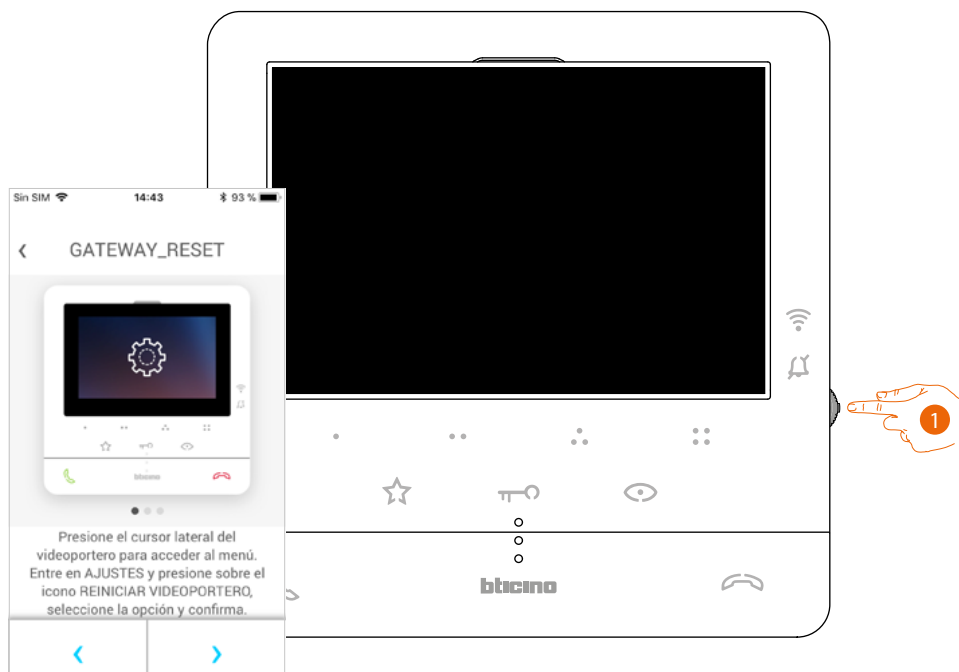 Sin SIM 14:43 93 %
GATEWAY_RESET
bticino
Presione el cursor lateral del
videoportero para acceder al menú.
Entre en AJUSTES y presione sobre el
icono REINICIAR VIDEOPORTERO,
seleccione la opción y confirma.
bticino
1